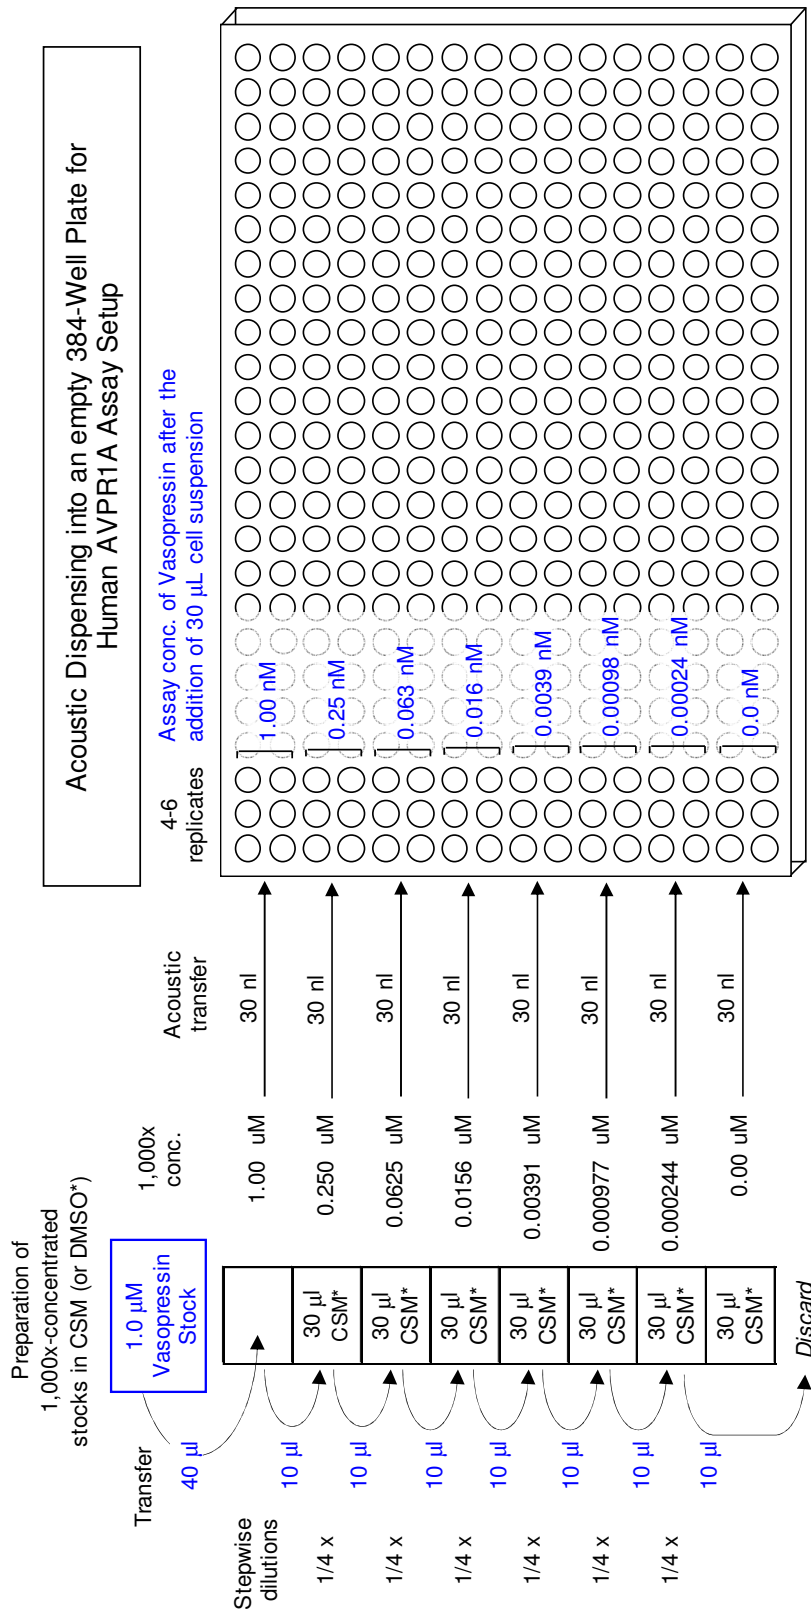 Acoustic Dispensing into an empty 384-Well Plate for
Human AVPR1A Assay Setup
Preparation of
1,000x-concentrated
stocks in CSM (or DMSO*)
1,000x
conc.
Acoustic
transfer
4-6
replicates
Assay conc. of Vasopressin after the
addition of 30 µL cell suspension
Transfer
40 µl
1.0 µM
Vasopressin
Stock
Stepwise
dilutions
1.00 uM
30 nl
1.00 nM
10 µl
1/4 x
30 µl
CSM*
0.250 uM
30 nl
0.25 nM
10 µl
1/4 x
30 µl
CSM*
0.0625 uM
30 nl
0.063 nM
10 µl
1/4 x
30 µl
CSM*
0.0156 uM
30 nl
0.016 nM
10 µl
1/4 x
30 µl
CSM*
0.00391 uM
30 nl
0.0039 nM
10 µl
1/4 x
30 µl
CSM*
0.000977 uM
30 nl
0.00098 nM
10 µl
1/4 x
30 µl
CSM*
0.000244 uM
30 nl
0.00024 nM
10 µl
30 µl
CSM*
0.00 uM
30 nl
0.0 nM
Discard